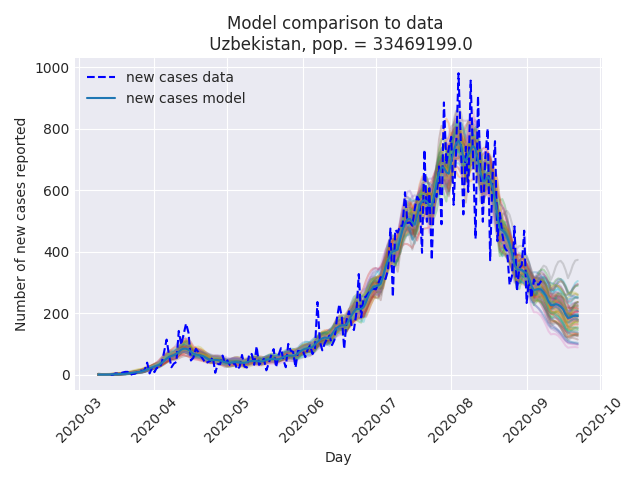 Model comparison to data
Uzbekistan, pop. = 33469199.0
new cases data
new cases model
Number of new cases reported
1000
800
600
400
200
0
2020-03
2020-04
2020-05
2020-06
2020-07
2020-08
2020-09
2020-10
Day